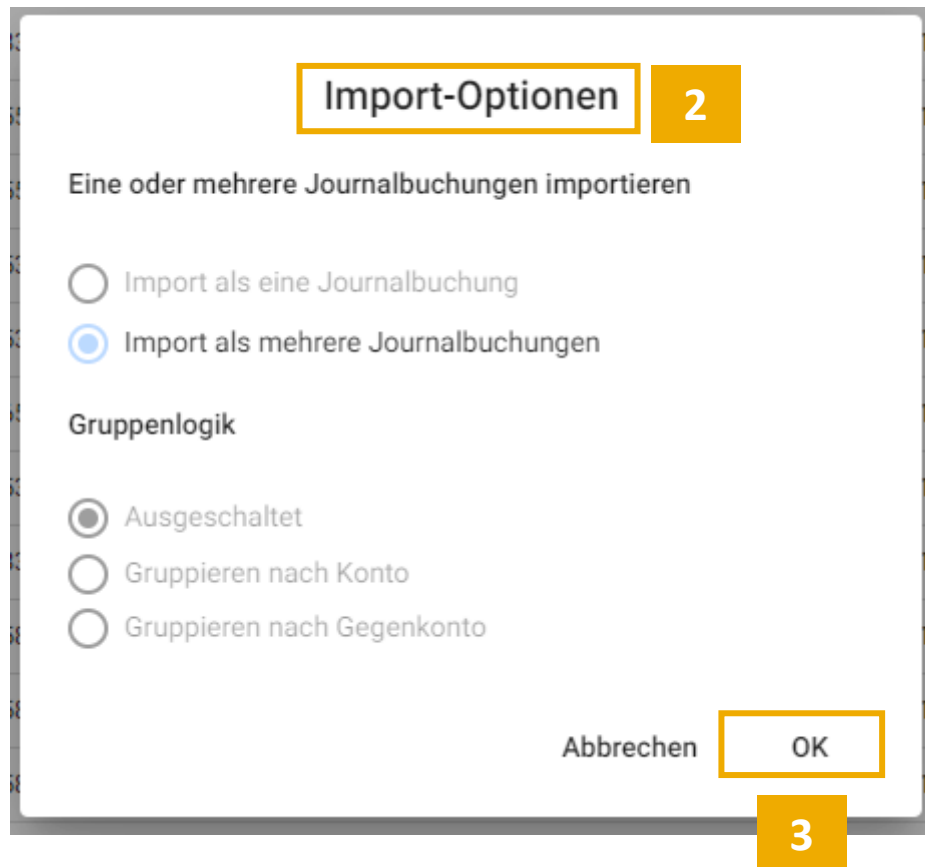 Import-Optionen
2
Eine oder mehrere Journalbuchungen importieren
Import als eine Journalbuchung
Import als mehrere Journalbuchungen
Gruppenlogik
Ausgeschaltet
Gruppieren nach Konto
Gruppieren nach Gegenkonto
Abbrechen OK
3